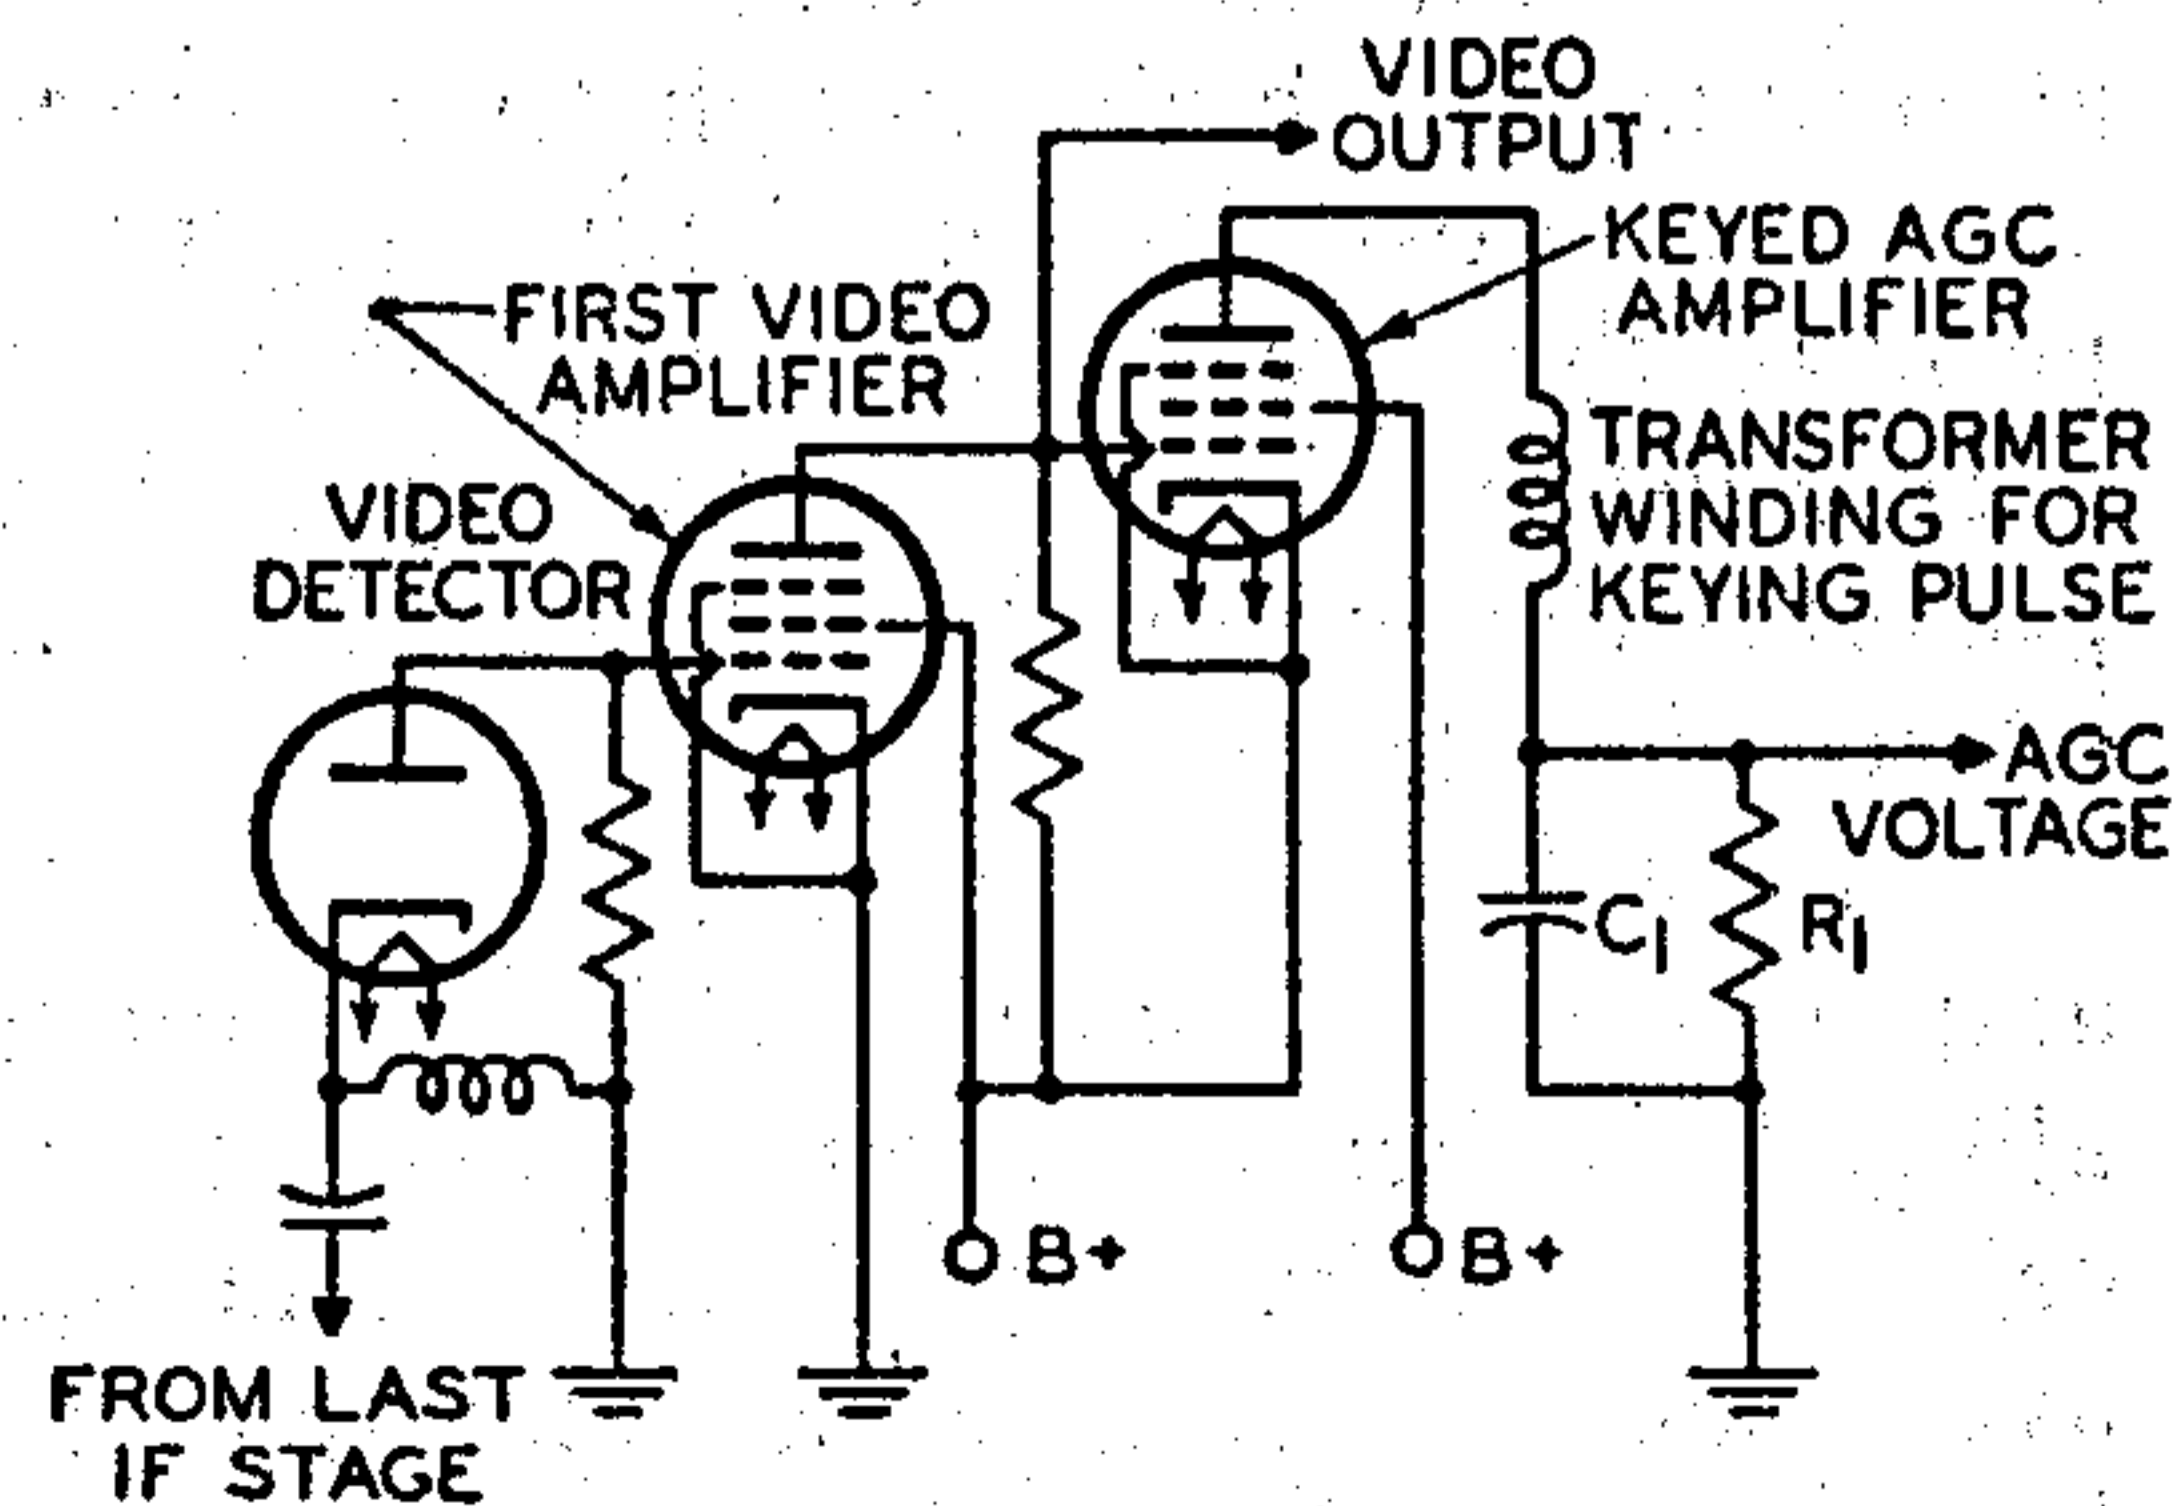 VIDEO
OUTPUT
KEYED AGC
AMPLIFIER
FIRST VIDEO
AMPLIFIER
TRANSFORMER
WINDING FOR
KEYING PULSE
VIDEO
DETECTOR
AGC
VOLTAGE
C1
R1
B+
B+
FROM LAST
IF STAGE